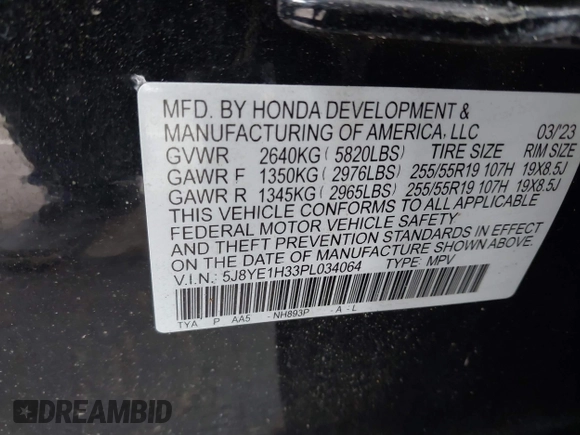 MFD. BY HONDA DEVELOPMENT &
MANUFACTURING OF AMERICA, LLC 03/'23
GVWR 2640KG ( 5820LBS) TIRE SIZE RIM SIZE
GAWR F 1350KG ( 2976LBS) 255/55R19 107H 19X8.5J
GAWR R 1345KG ( 2965LBS) 255/55R19 107H 19X8.5J
THIS VEHICLE CONFORMS TO ALL APPLICABLE
FEDERAL MOTOR VEHICLE SAFETY
AND THEFT PREVENTION STANDARDS IN EFFECT
ON THE DATE OF MANUFACTURE SHOWN ABOVE.
V.I.N.: 5J8YE1H33PL034064 TYPE: MPV
TYA P AA5 - NH893P - A - L
DREAMBID